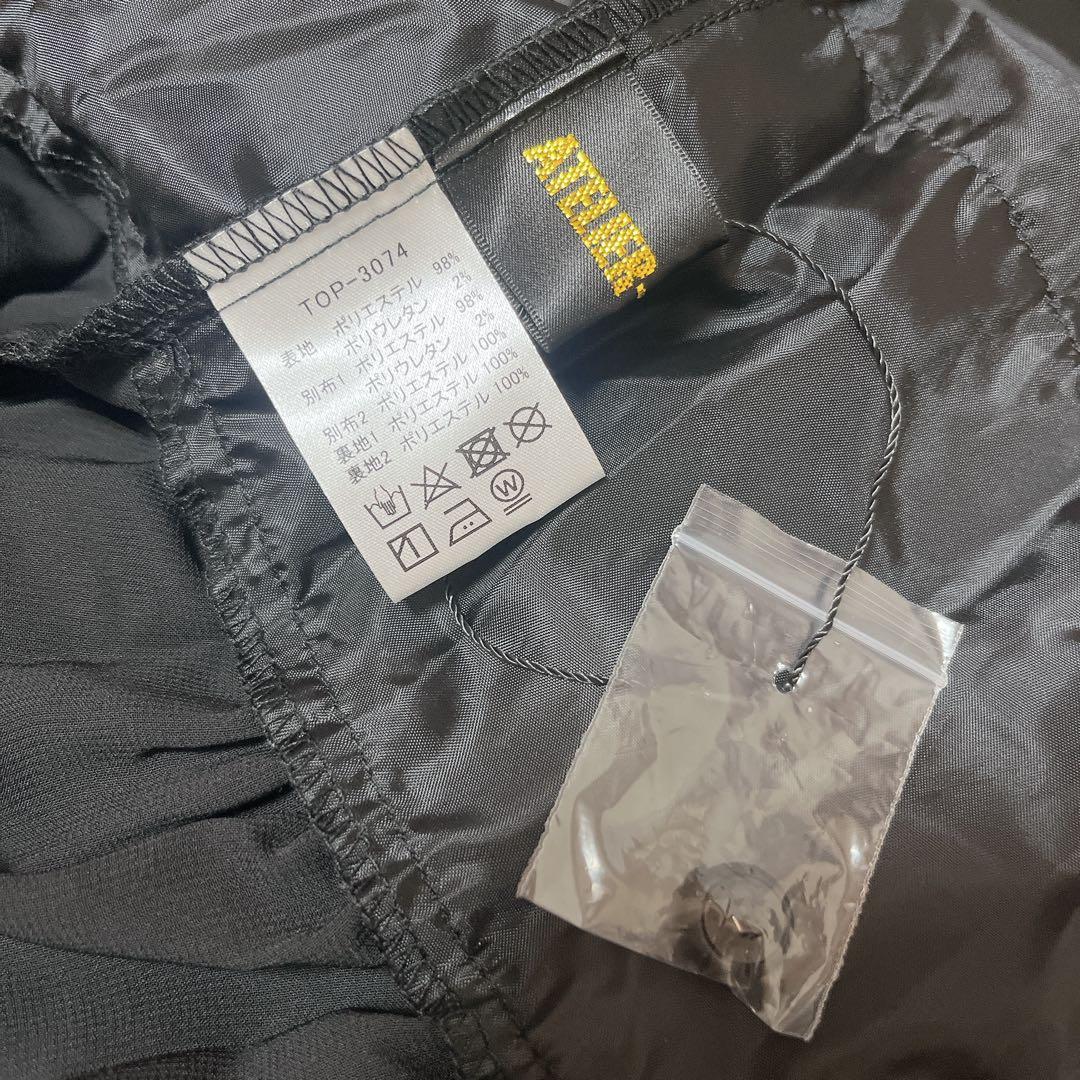 ATELIER
TOP-3074
表地 ポリエステル 98%
ポリウレタン 2%
別布1 ポリエステル 98%
ポリウレタン 2%
別布2 ポリエステル 100%
裏地1 ポリエステル 100%
裏地2 ポリエステル 100%
W